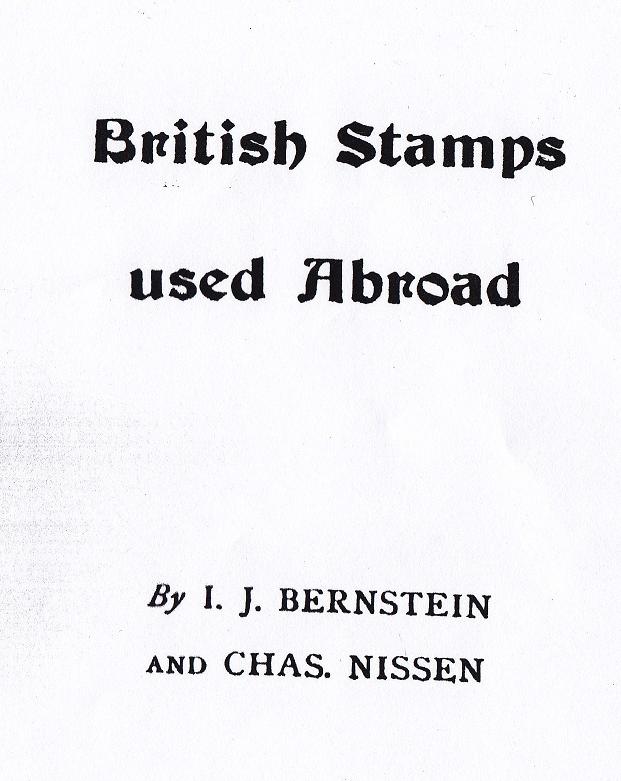 British Stamps
used Abroad
By I. J. BERNSTEIN
AND CHAS. NISSEN